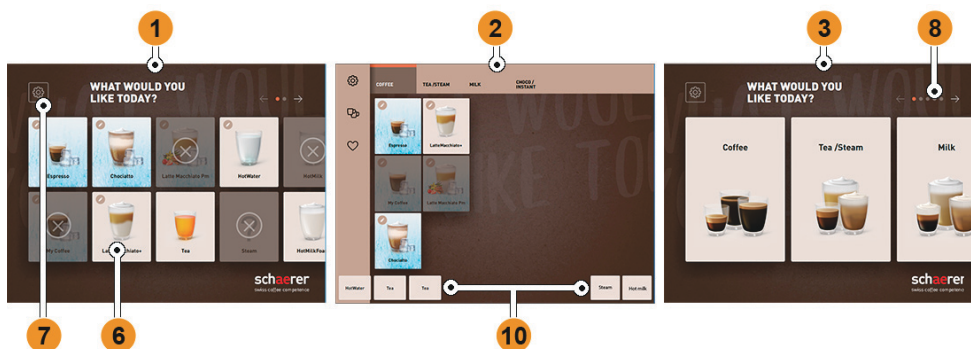 1
2
3
8
WHAT WOULD YOU
LIKE TODAY?
Espresso
Chociatto
Latte Macchiato Pm
HotWater
HotMilk
My Coffee
Tea
Steam
HotMilkFoa
schaerer
swiss coffee competence
7
6
COFFEE
TEA /STEAM
MILK
CHOCO /
INSTANT
Espresso
LatteMacchiato+
My Coffee
Latte Macchiato Pm
Chociatto
HotWater
Tea
Tea
Steam
Hot milk
10
WHAT WOULD YOU
LIKE TODAY?
Coffee
Tea /Steam
Milk
schaerer
swiss coffee competence